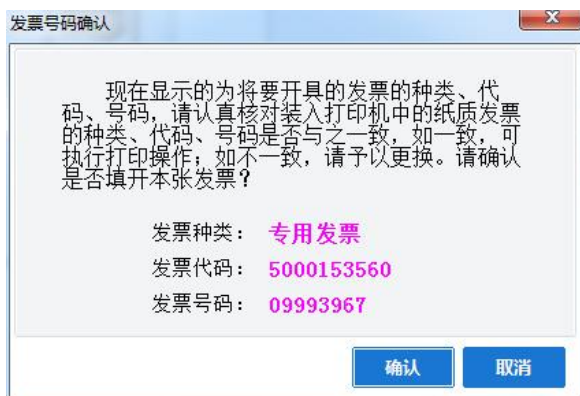 发票号码确认
现在显示的为将要开具的发票的种类、代
码、号码，请认真核对装入打印机中的纸质发票
的种类、代码、号码是否与之一致，如一致，可
执行打印操作；如不一致，请予以更换。请确认
是否填开本张发票？
发票种类： 专用发票
发票代码： 5000153560
发票号码： 09993967
确认 取消